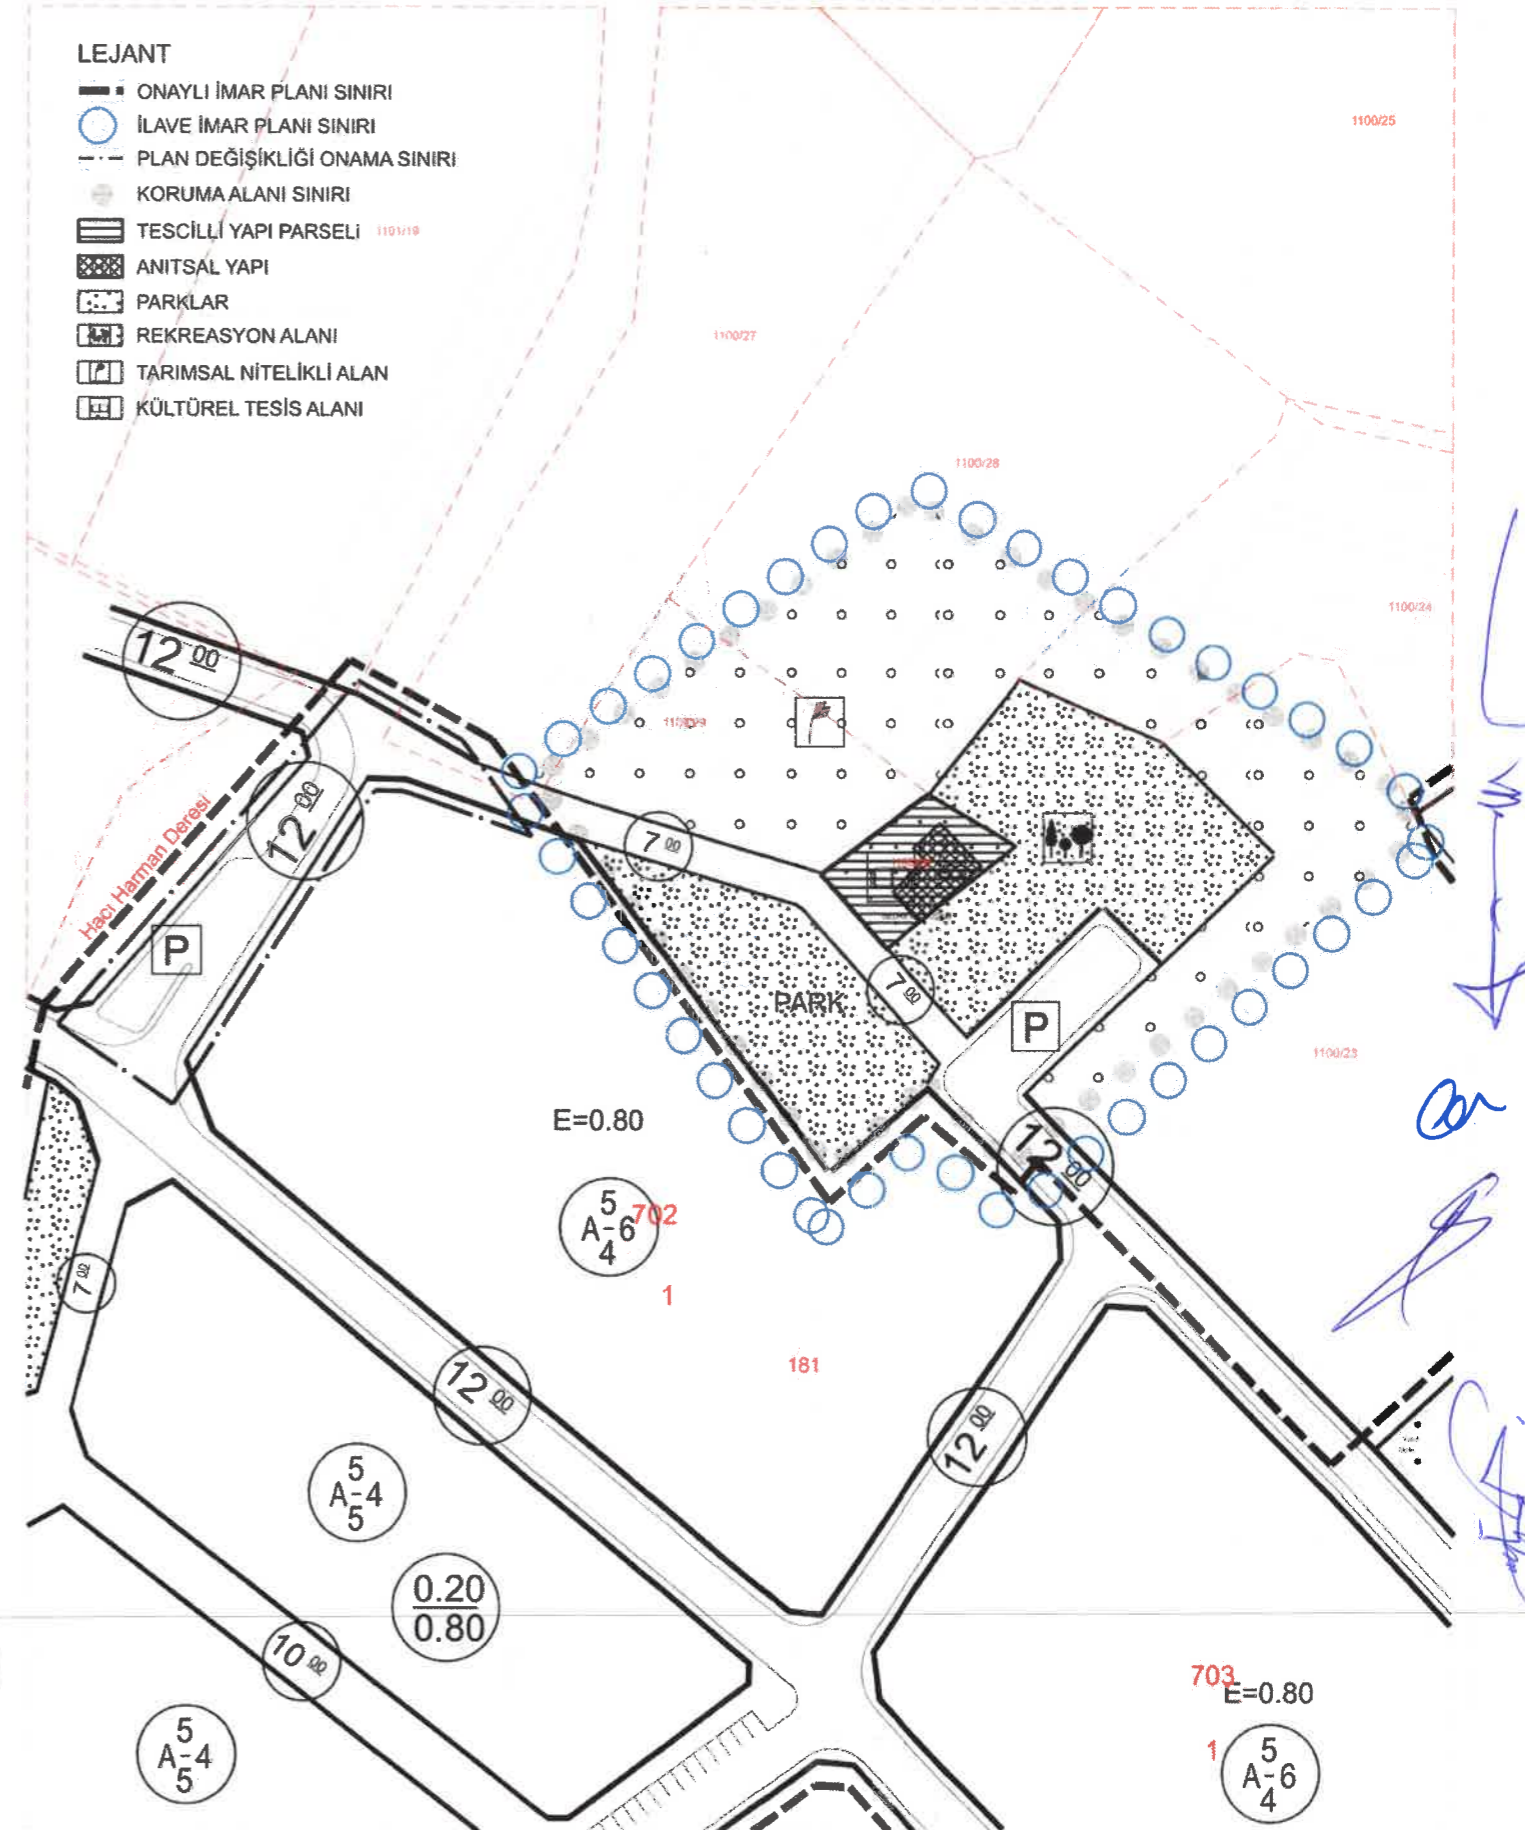 LEJANT
ONAYLI İMAR PLANI SINIRI
İLAVE İMAR PLANI SINIRI
PLAN DEĞİŞİKLİĞİ ONAMA SINIRI
KORUMA ALANI SINIRI
TESCİLLİ YAPI PARSELİ
1101/19
ANITSAL YAPI
PARKLAR
REKREASYON ALANI
TARIMSAL NİTELİKLİ ALAN
KÜLTÜREL TESİS ALANI
1100/25
1100/27
1100/28
1100/24
12 00
12 00
7 00
Hacı Harman Deresi
P
PARK
7 00
P
1100/23
E=0.80
12 00
5
A-6
4
702
1
7 00
181
12 00
12 00
5
A-4
5
0.20
0.80
10 00
703
E=0.80
5
A-4
5
1
5
A-6
4